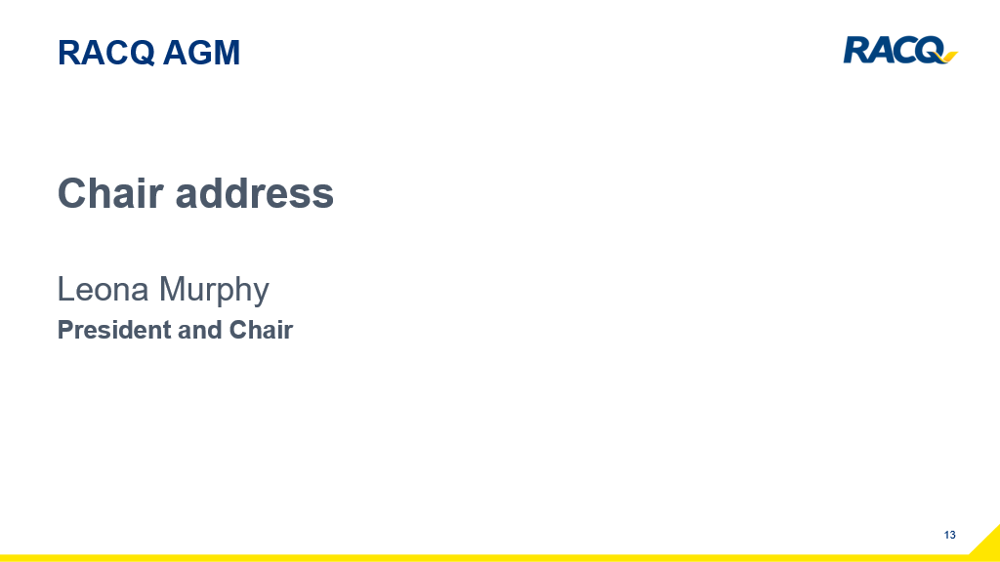 RACQ AGM
RACQ
Chair address
Leona Murphy
President and Chair
13